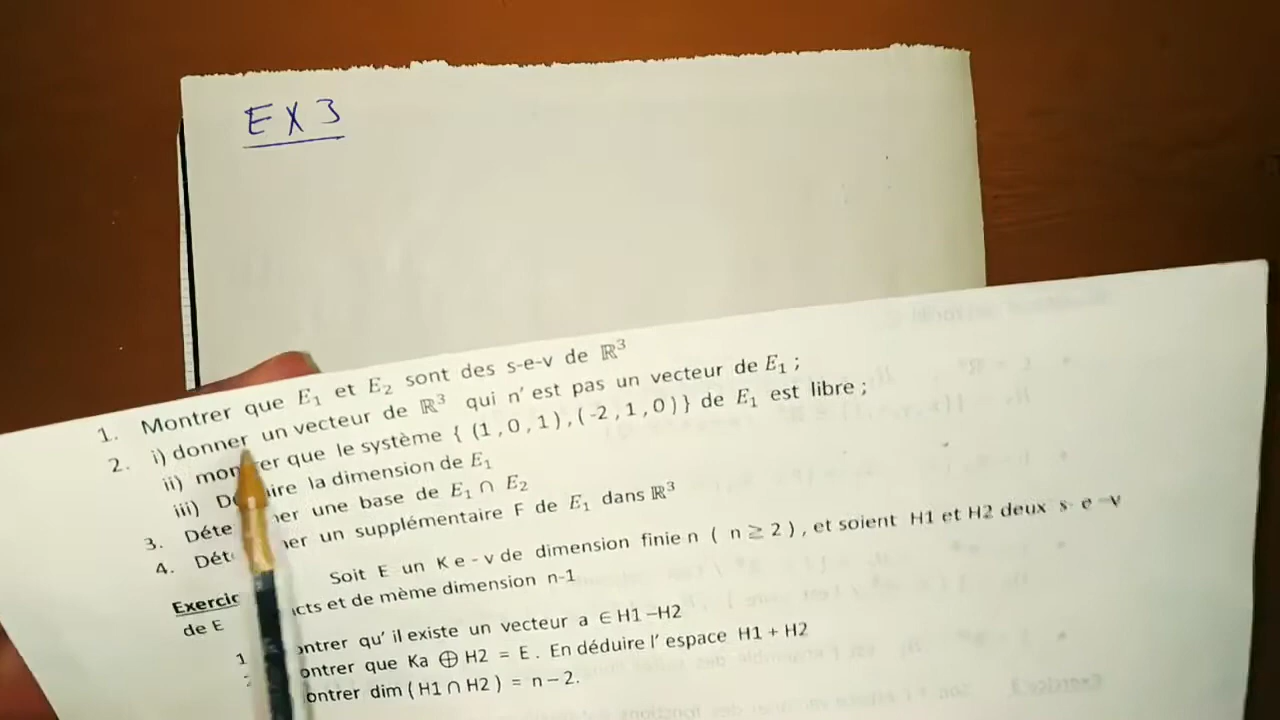 EX 3
1. Montrer que E₁ et E₂ sont des s-e-v de ℝ³
2. i) donner un vecteur de ℝ³ qui n'est pas un vecteur de E₁ ;
ii) mon er que le système { (1 , 0 , 1) , (-2 , 1 , 0) } de E₁ est libre ;
iii) D ire la dimension de E₁
3. Déte er une base de E₁ ∩ E₂
4. Dét er un supplémentaire F de E₁ dans ℝ³
Exercic Soit E un K e - v de dimension finie n ( n ≥ 2 ) , et soient H1 et H2 deux s- e -v
de E cts et de mème dimension n-1
1 ontrer qu' il existe un vecteur a ∈ H1 –H2
ontrer que Ka ⊕ H2 = E . En déduire l' espace H1 + H2
ontrer dim ( H1 ∩ H2 ) = n – 2.